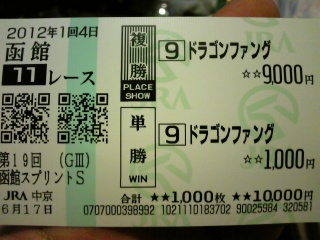 2012年1回4日
函館
11 レース
第19回 (GⅢ)
函館スプリントS
JRA 中京
6月17日
複勝
PLACE SHOW
9 ドラゴンファング
☆☆9,000円
単勝
WIN
9 ドラゴンファング
☆☆1,000円
合計 ★★1,000枚 ★★10,000円
0707000398992 1021110183702 90025984 320581